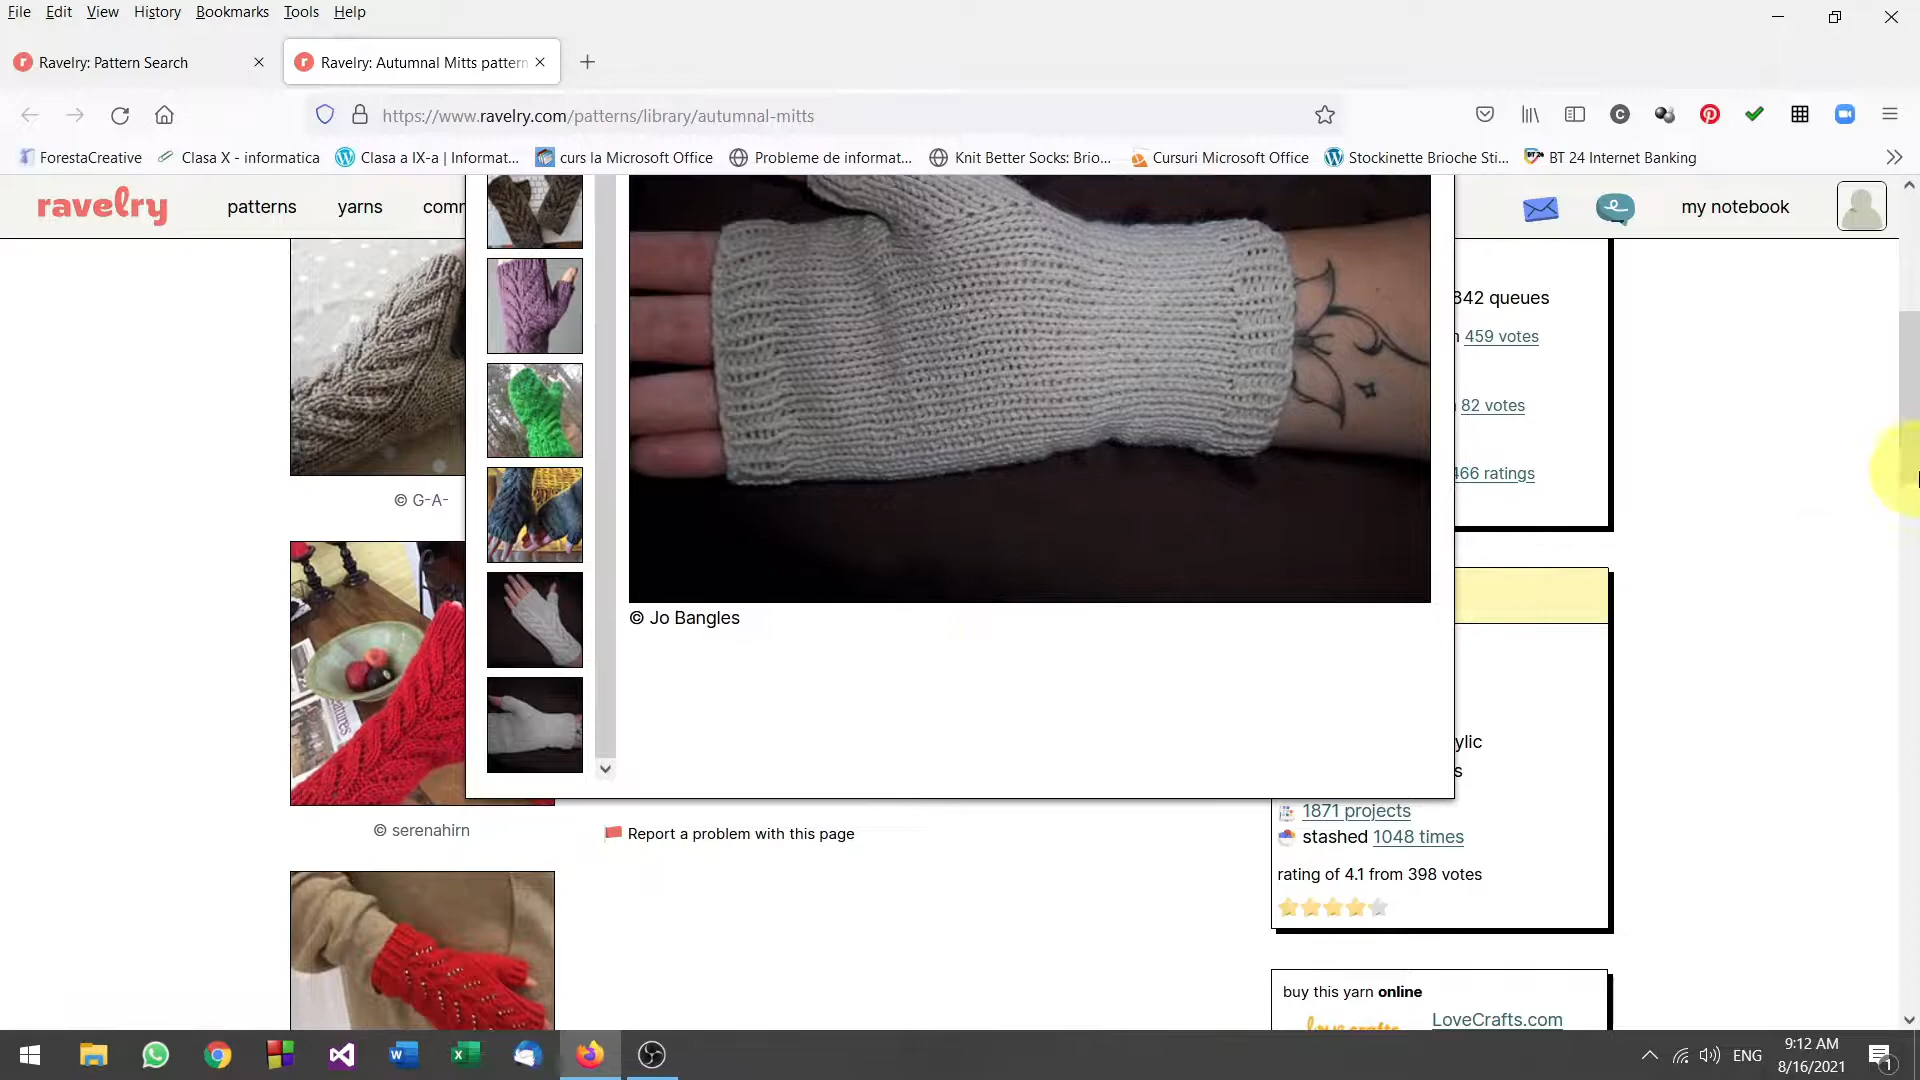 File Edit View History Bookmarks Tools Help
Ravelry: Pattern Search
Ravelry: Autumnal Mitts pattern
https://www.ravelry.com/patterns/library/autumnal-mitts
ForestaCreative Clasa X - informatica Clasa a IX-a | Informat... curs la Microsoft Office Probleme de informat... Knit Better Socks: Brio... Cursuri Microsoft Office Stockinette Brioche Sti... BT 24 Internet Banking
ravelry patterns yarns comm my notebook
342 queues
459 votes
82 votes
466 ratings
© G-A-
© Jo Bangles
ylic
s
1871 projects
stashed 1048 times
© serenahirn
Report a problem with this page
rating of 4.1 from 398 votes
buy this yarn online
LoveCrafts.com
ENG
9:12 AM
8/16/2021
1